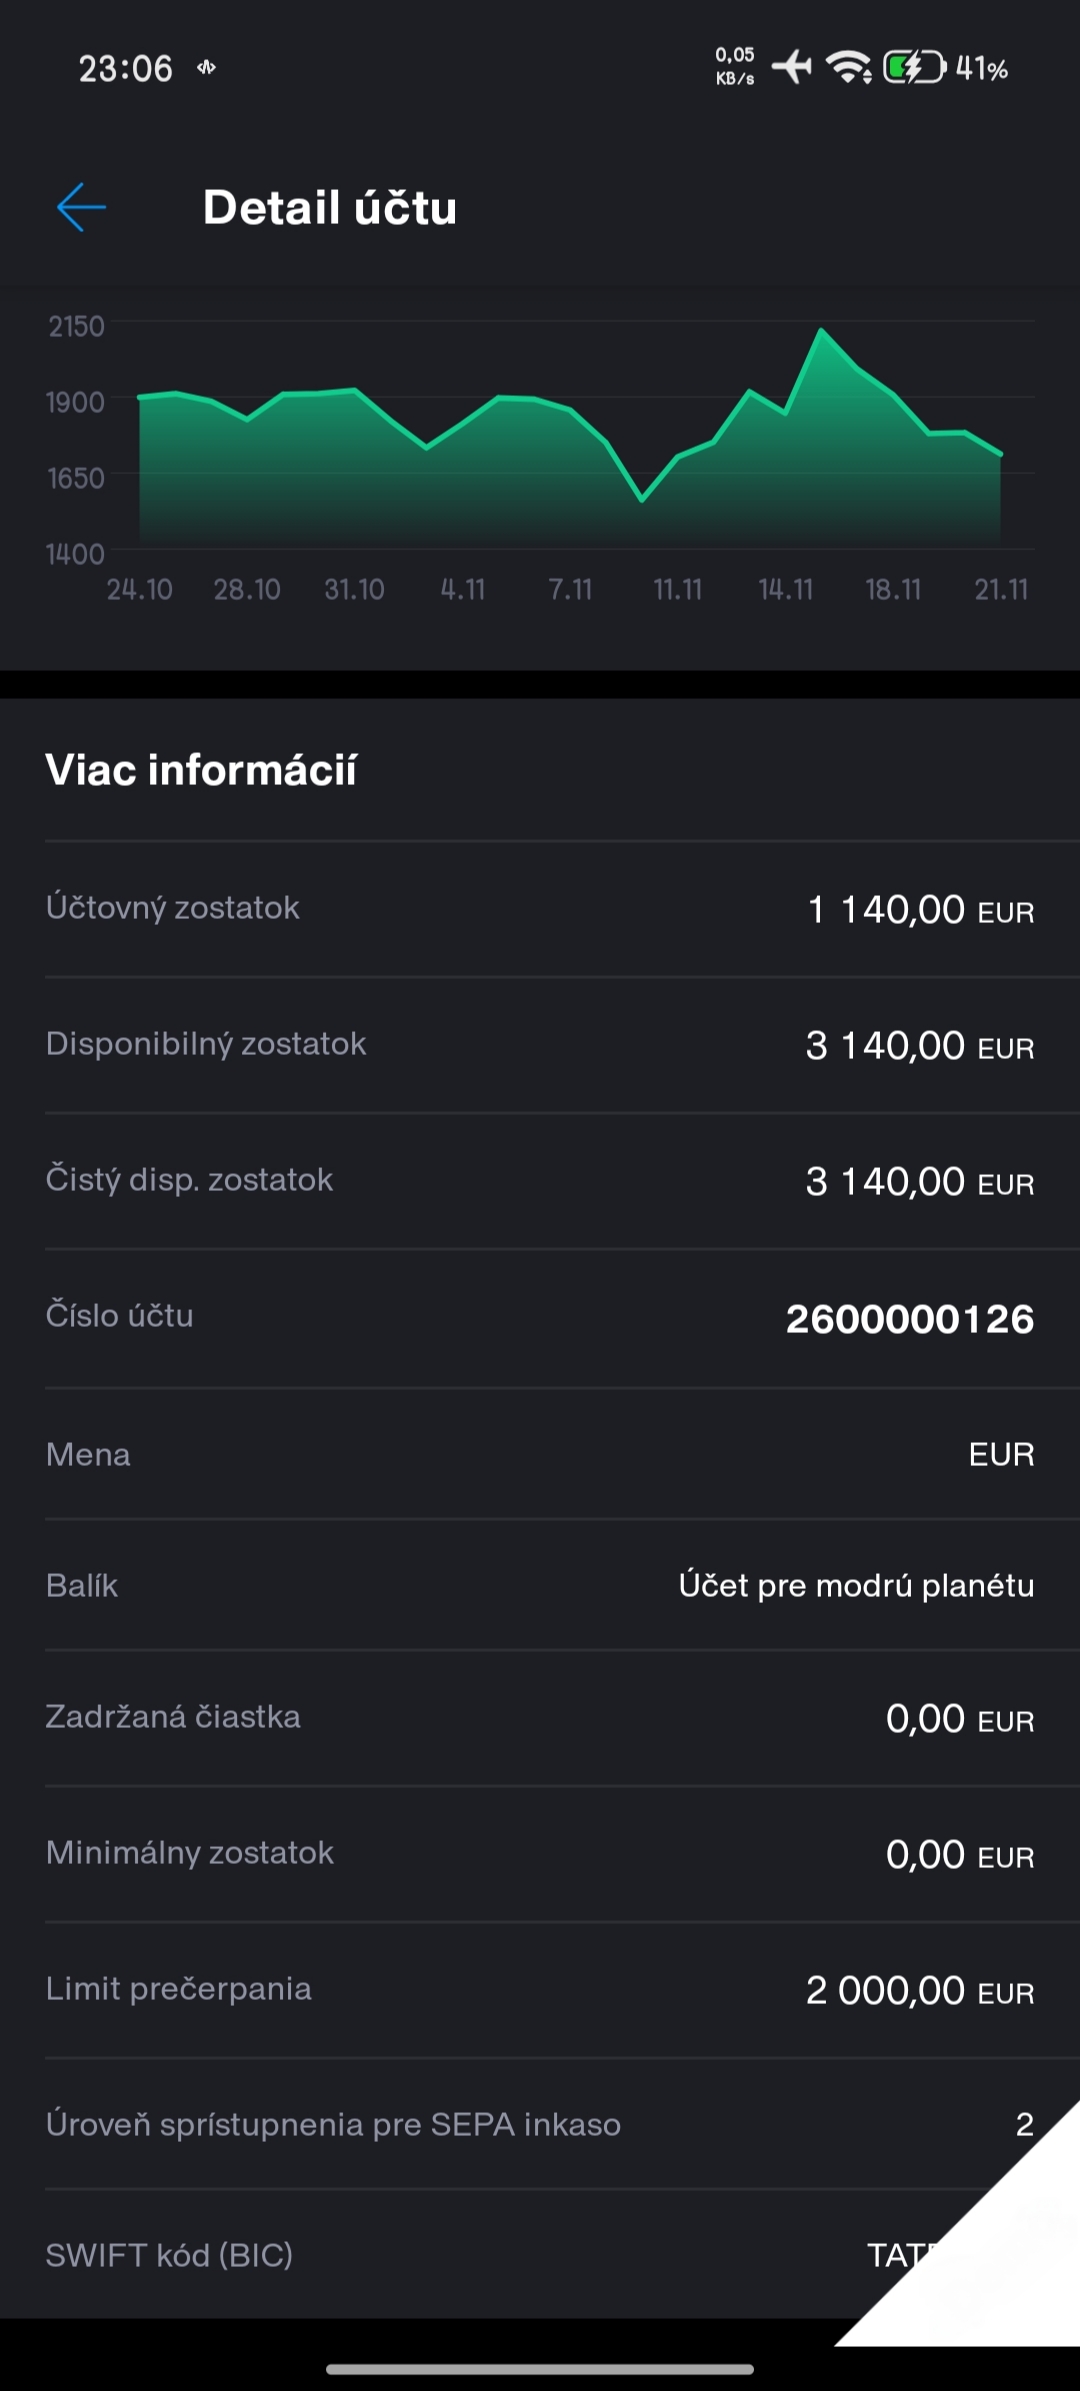 23:06
0,05
KB/s
41%
Detail účtu
2150
1900
1650
1400
24.10 28.10 31.10 4.11 7.11 11.11 14.11 18.11 21.11
Viac informácií
Účtovný zostatok 1 140,00 EUR
Disponibilný zostatok 3 140,00 EUR
Čistý disp. zostatok 3 140,00 EUR
Číslo účtu 2600000126
Mena EUR
Balík Účet pre modrú planétu
Zadržaná čiastka 0,00 EUR
Minimálny zostatok 0,00 EUR
Limit prečerpania 2 000,00 EUR
Úroveň sprístupnenia pre SEPA inkaso 2
SWIFT kód (BIC)